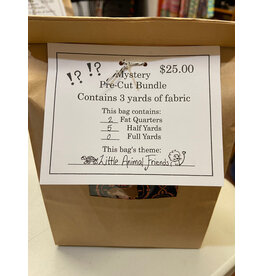 !? !? $25.00
Mystery
Pre-Cut Bundle
Contains 3 yards of fabric
This bag contains:
2 Fat Quarters
5 Half Yards
0 Full Yards
This bag's theme:
Little Animal Friends